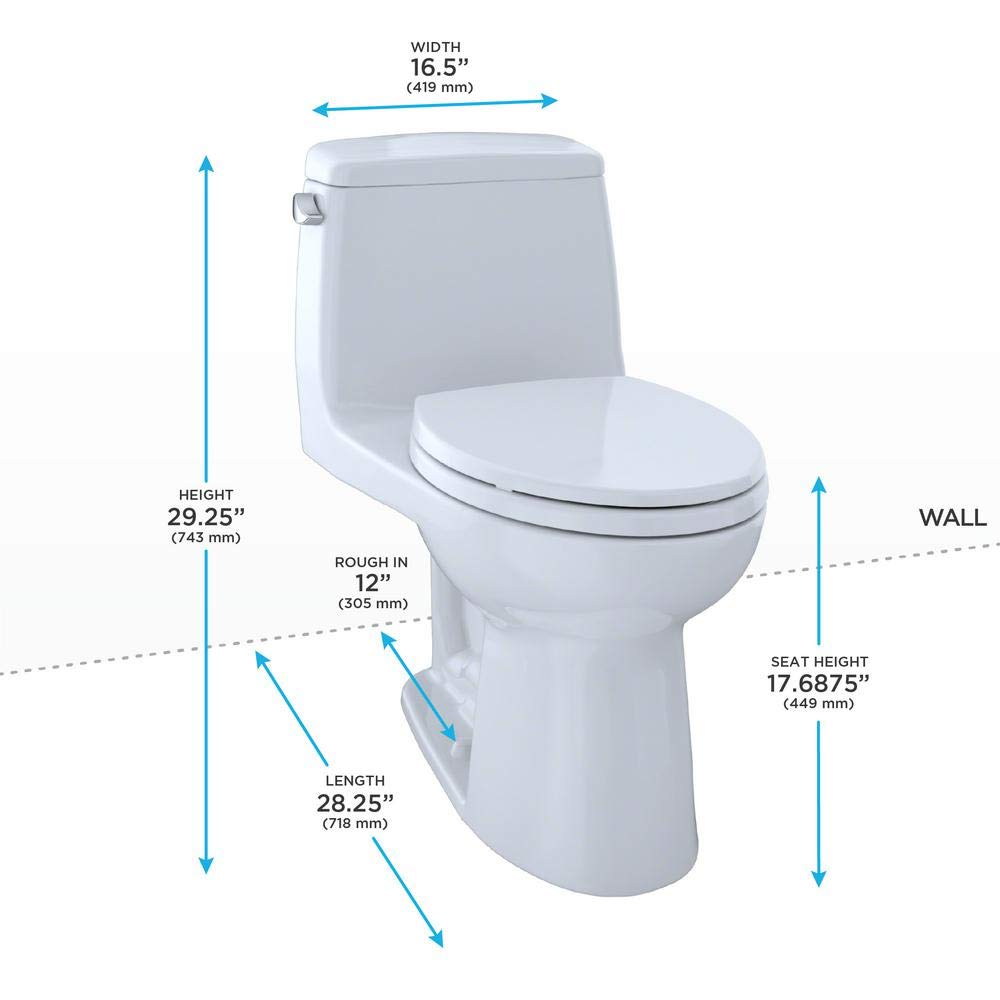 WIDTH
16.5”
(419 mm)
HEIGHT
29.25”
(743 mm)
ROUGH IN
12”
(305 mm)
WALL
SEAT HEIGHT
17.6875”
(449 mm)
LENGTH
28.25”
(718 mm)